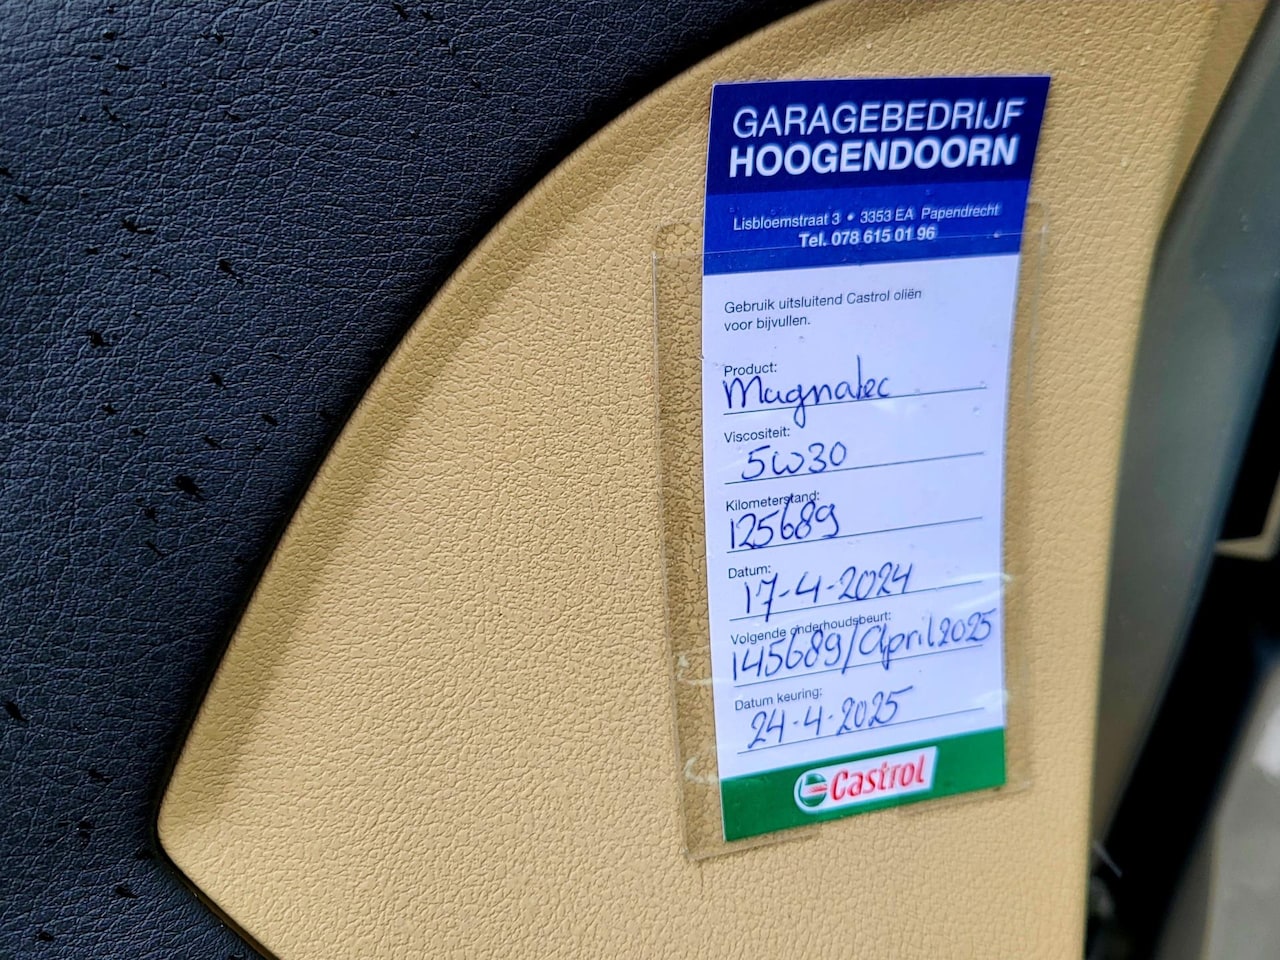 GARAGEBEDRIJF
HOOGENDOORN
Lisbloemstraat 3 • 3353 EA Papendrecht
Tel. 078 615 01 96
Gebruik uitsluitend Castrol oliën
voor bijvullen.
Product:
Magnatec
Viscositeit:
5w30
Kilometerstand:
125689
Datum:
17-4-2024
Volgende onderhoudsbeurt:
145689/April 2025
Datum keuring:
24-4-2025
Castrol